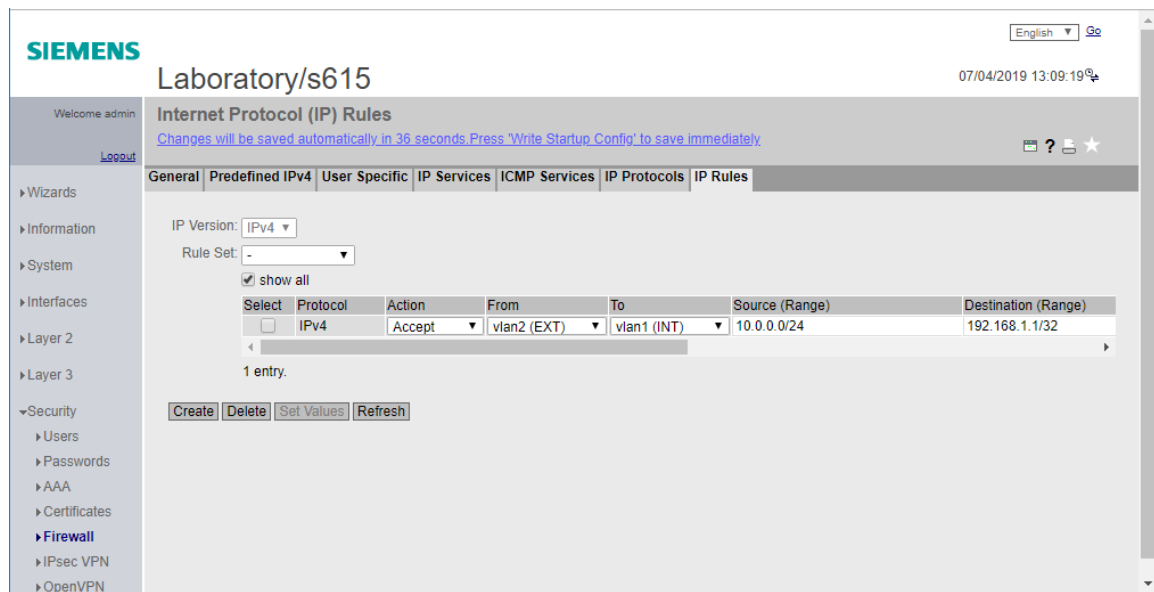 English Go
SIEMENS
Laboratory/s615
07/04/2019 13:09:19
Welcome admin
Logout
Internet Protocol (IP) Rules
Changes will be saved automatically in 36 seconds.Press 'Write Startup Config' to save immediately
?
General Predefined IPv4 User Specific IP Services ICMP Services IP Protocols IP Rules
Wizards
Information
System
Interfaces
Layer 2
Layer 3
Security
Users
Passwords
AAA
Certificates
Firewall
IPsec VPN
OpenVPN
IP Version: IPv4
Rule Set: -
show all
Select Protocol Action From To Source (Range) Destination (Range)
IPv4 Accept vlan2 (EXT) vlan1 (INT) 10.0.0.0/24 192.168.1.1/32
1 entry.
Create Delete Set Values Refresh